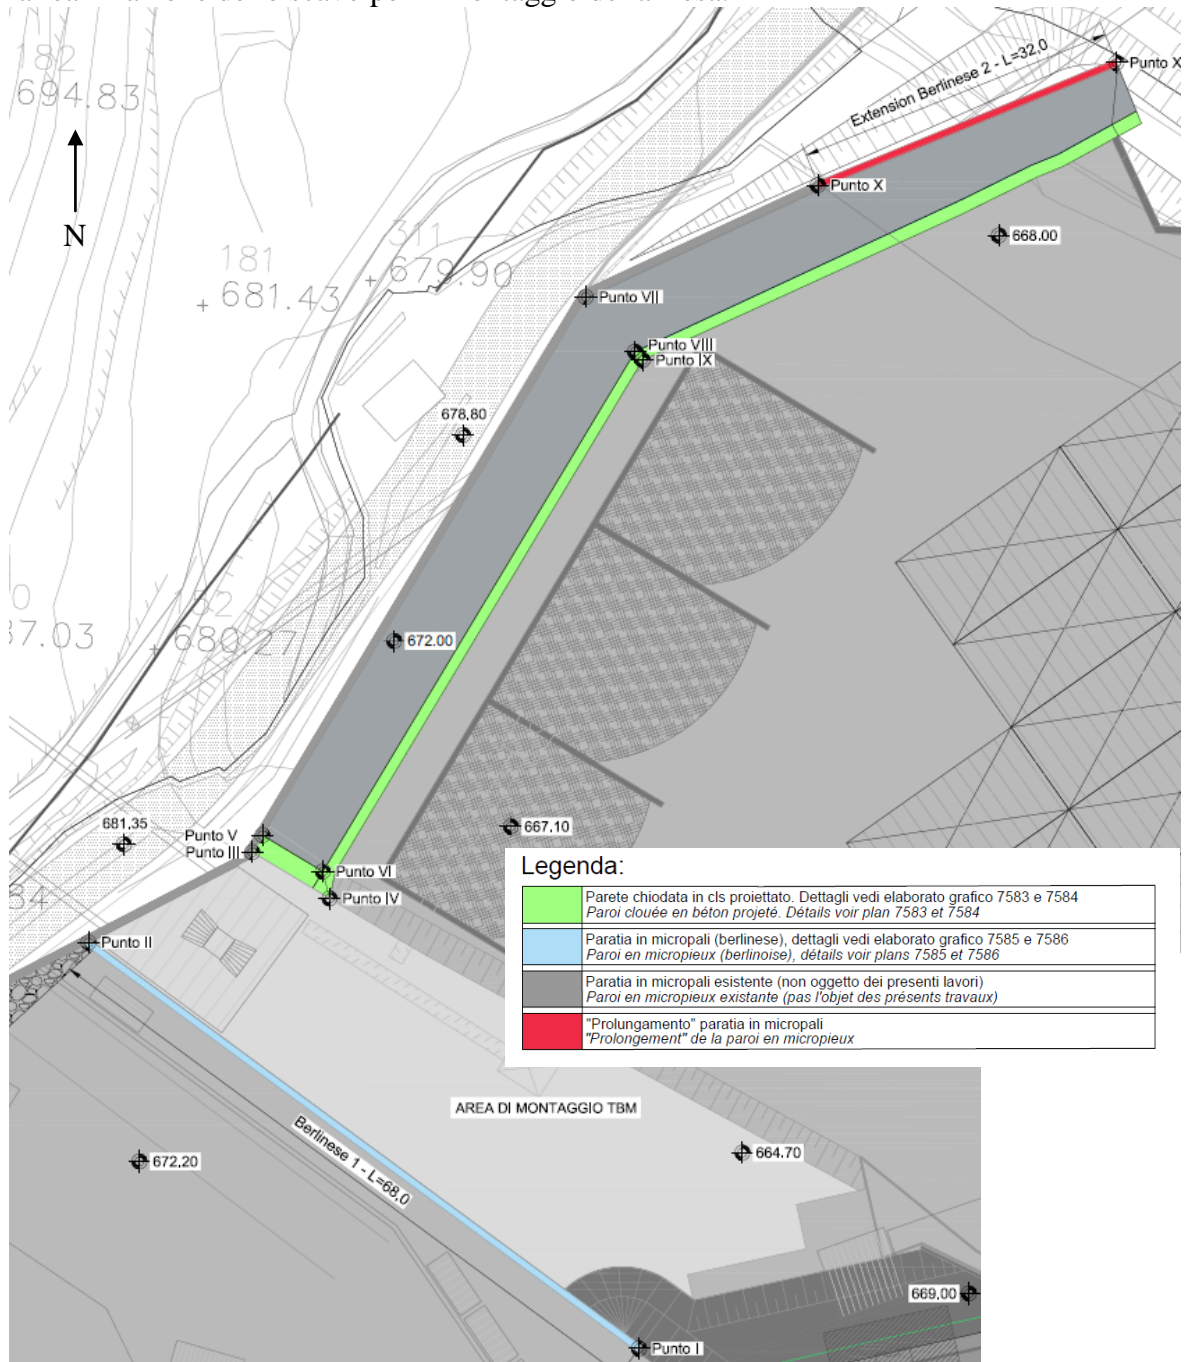 182
694.83
N
Extension Berlinese 2 - L=32,0
Punto X
Punto X
668.00
311
679.90
181
681.43
Punto VII
Punto VIII
Punto IX
678,80
672.00
62
680.27
37.03
681,35
Punto V
Punto III
667.10
Punto VI
Punto IV
Punto II
Legenda:
Parete chiodata in cls proiettato. Dettagli vedi elaborato grafico 7583 e 7584
Paroi clouée en béton projeté. Détails voir plan 7583 et 7584
Paratia in micropali (berlinese), dettagli vedi elaborato grafico 7585 e 7586
Paroi en micropieux (berlinoise), détails voir plans 7585 et 7586
Paratia in micropali esistente (non oggetto dei presenti lavori)
Paroi en micropieux existante (pas l'objet des présents travaux)
"Prolungamento" paratia in micropali
"Prolongement" de la paroi en micropieux
AREA DI MONTAGGIO TBM
Berlinese 1 - L=68,0
672,20
664.70
669.00
Punto I